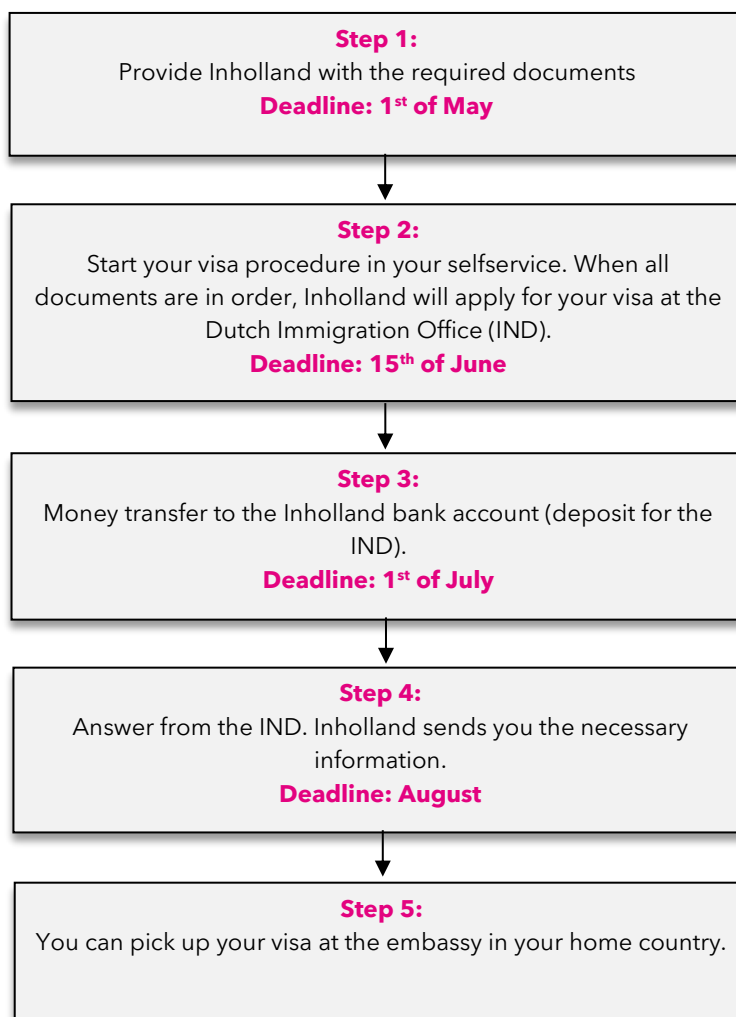 Step 1:
Provide Inholland with the required documents
Deadline: 1st of May
Step 2:
Start your visa procedure in your selfservice. When all
documents are in order, Inholland will apply for your visa at the
Dutch Immigration Office (IND).
Deadline: 15th of June
Step 3:
Money transfer to the Inholland bank account (deposit for the
IND).
Deadline: 1st of July
Step 4:
Answer from the IND. Inholland sends you the necessary
information.
Deadline: August
Step 5:
You can pick up your visa at the embassy in your home country.